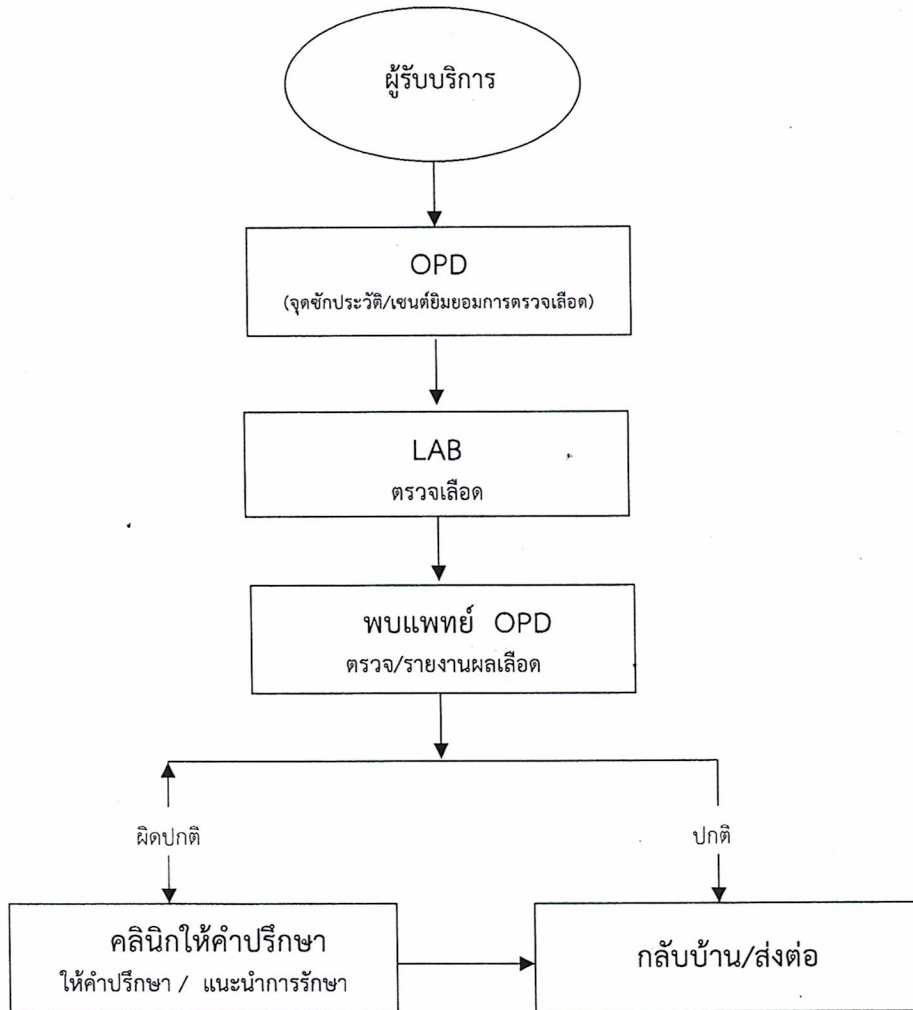 ผู้รับบริการ
OPD
(จุดซักประวัติ/เซนต์ยิมยอมการตรวจเลือด)
LAB
ตรวจเลือด
พบแพทย์ OPD
ตรวจ/รายงานผลเลือด
ผิดปกติ
ปกติ
คลินิกให้คำปรึกษา
ให้คำปรึกษา / แนะนำการรักษา
กลับบ้าน/ส่งต่อ